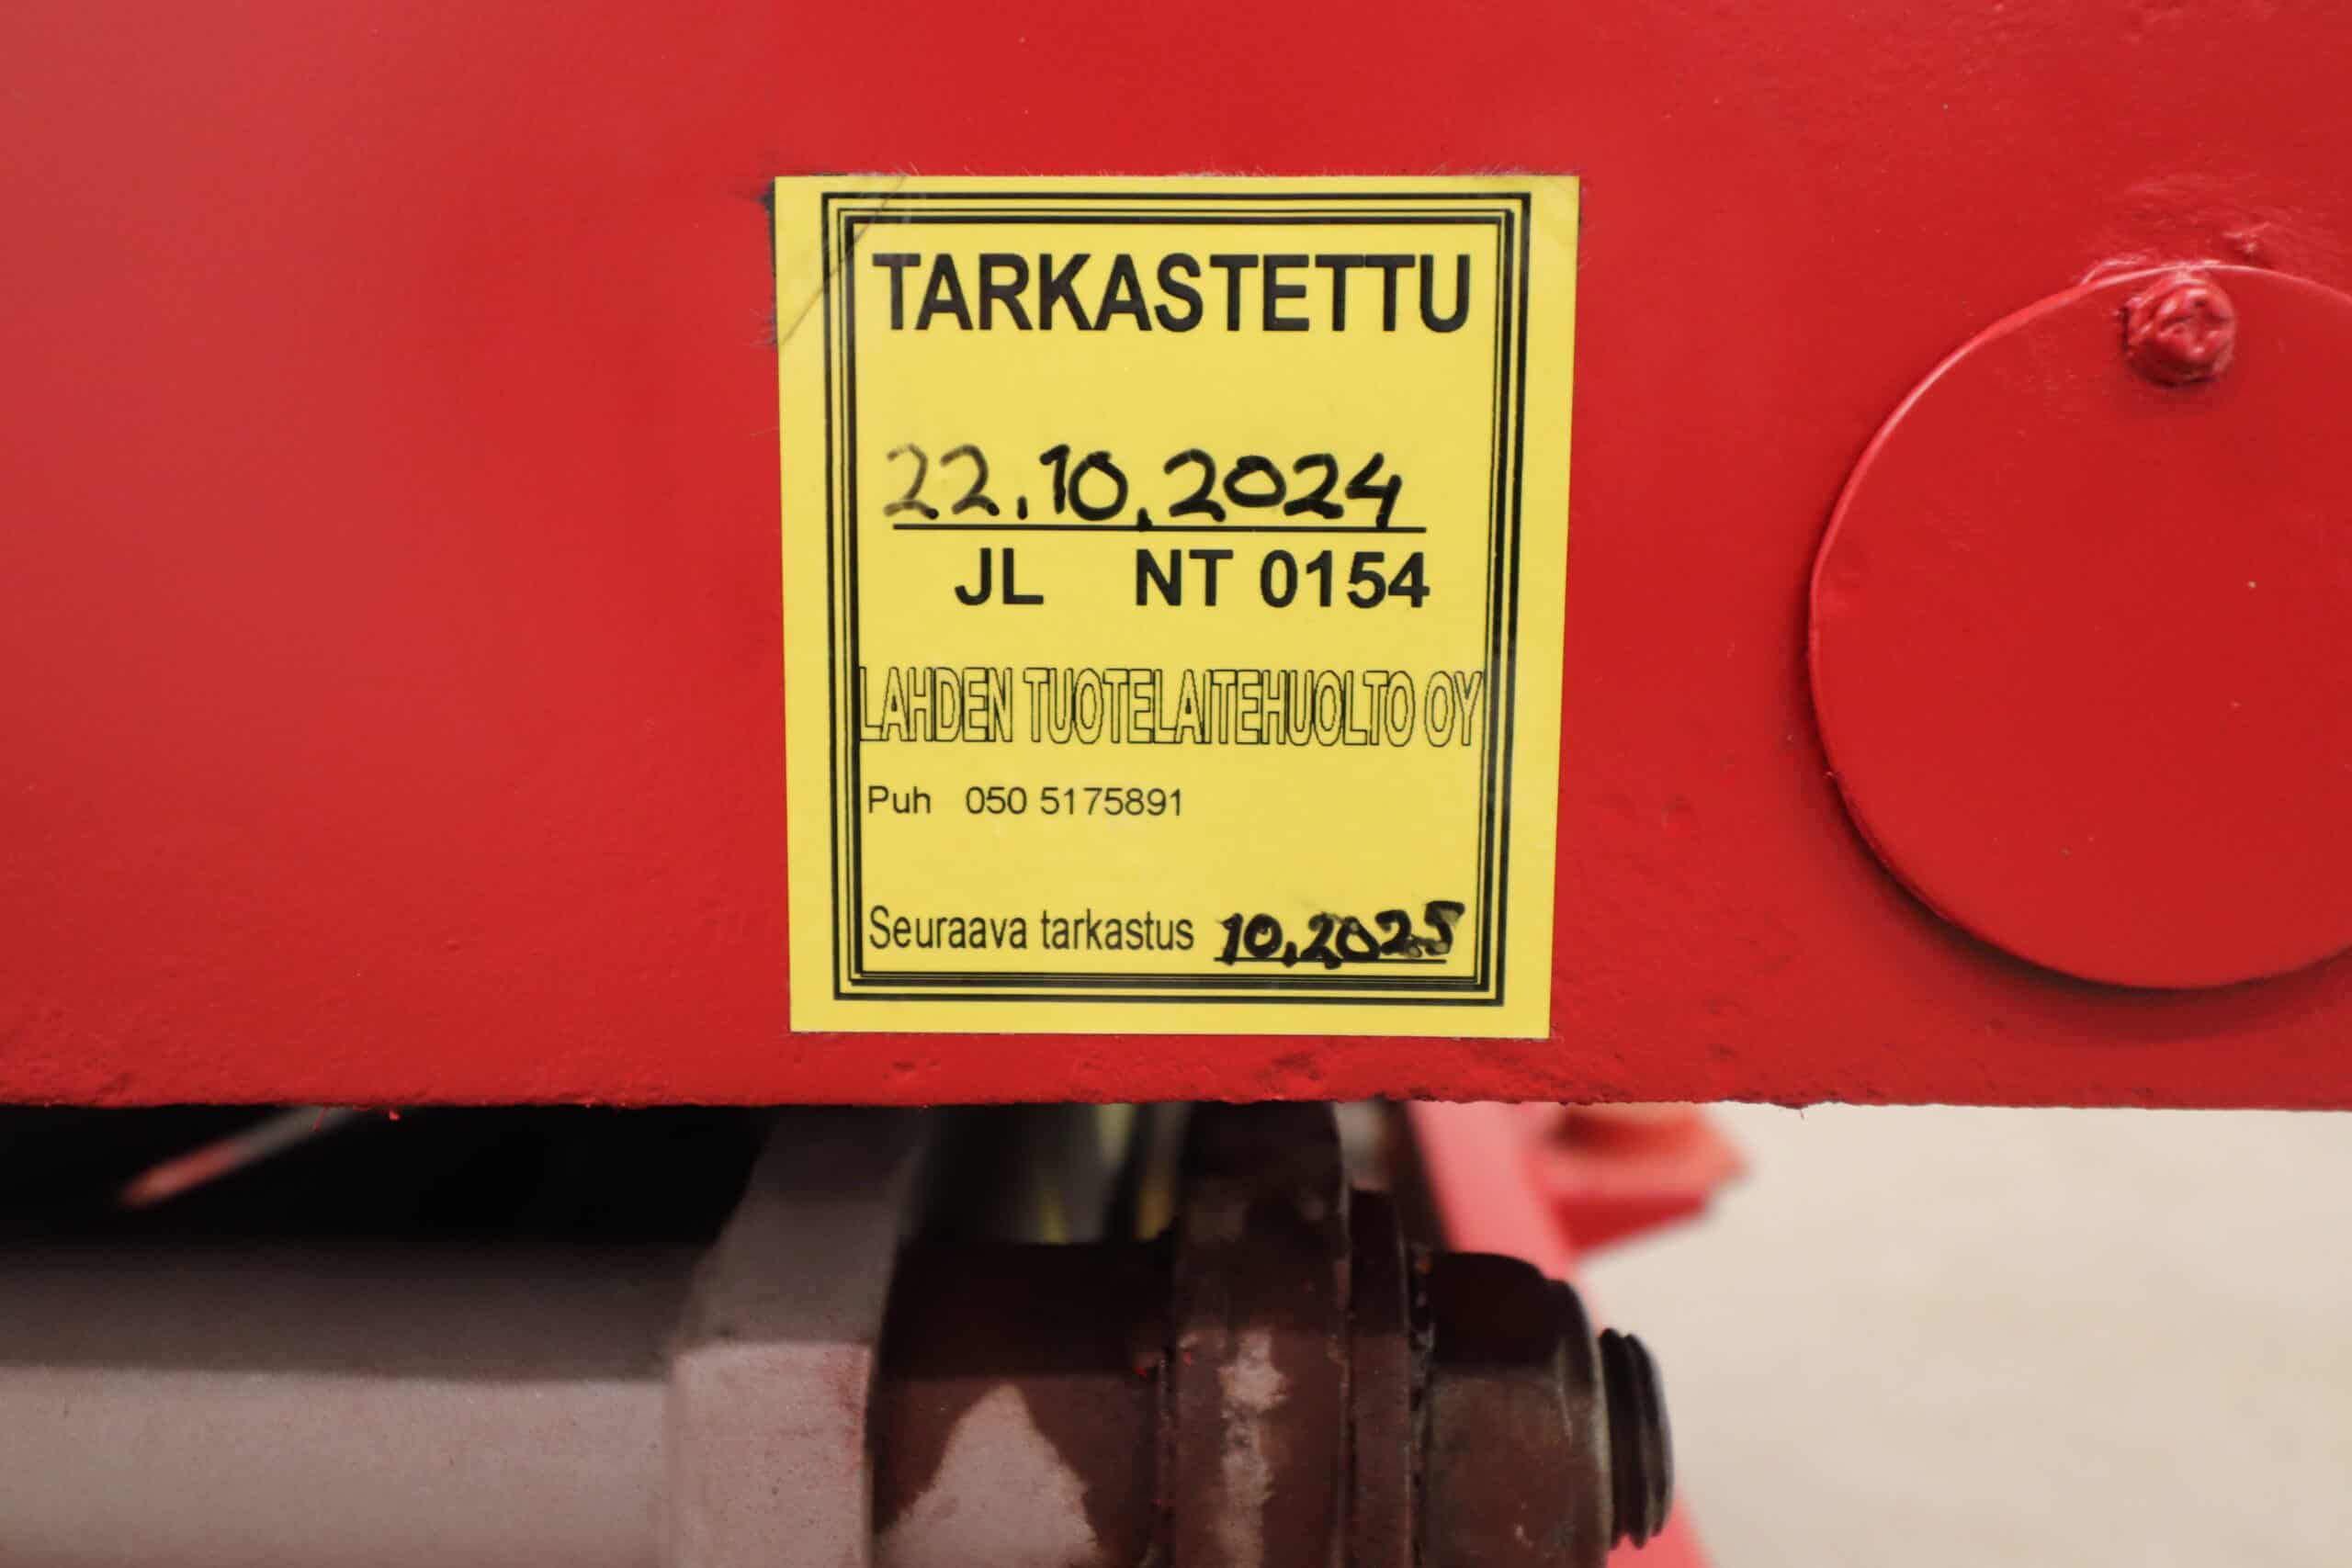 TARKASTETTU
22.10.2024
JL NT 0154
LAHDEN TUOTELAITEHUOLTO OY
Puh 050 5175891
Seuraava tarkastus 10.2025